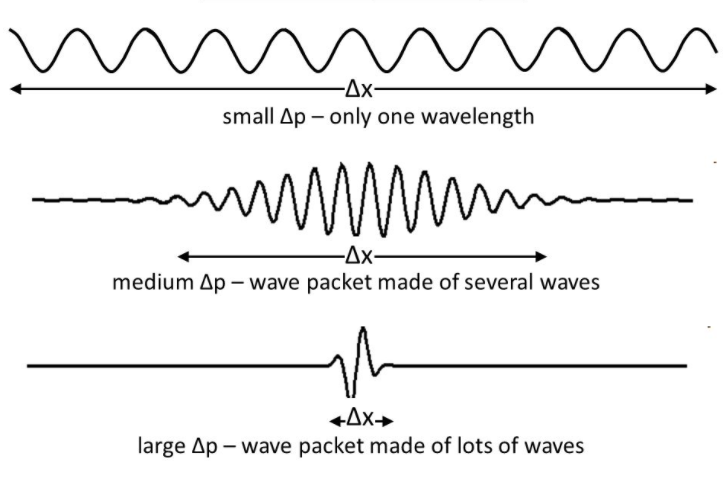 Δx
small Δp – only one wavelength
Δx
medium Δp – wave packet made of several waves
Δx
large Δp – wave packet made of lots of waves